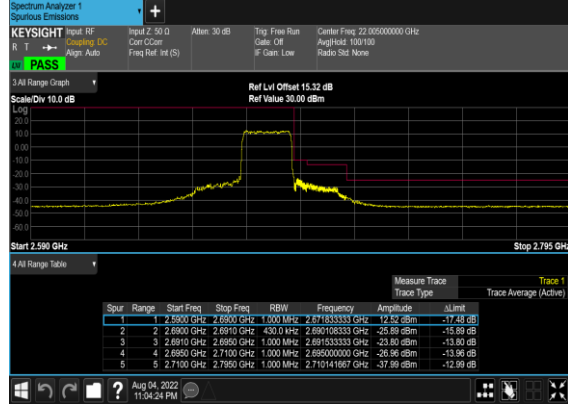 Spectrum Analyzer 1
Spurious Emissions
+
KEYSIGHT Input: RF Input Z: 50 Ω Atten: 30 dB Trig: Free Run Center Freq: 22.005000000 GHz
R T Coupling: DC Corr CCorr Gate: Off Avg|Hold: 100/100
Align: Auto Freq Ref: Int (S) IF Gain: Low Radio Std: None
PASS
3 All Range Graph
Ref Lvl Offset 15.32 dB
Scale/Div 10.0 dB Ref Value 30.00 dBm
Log
20.0
10.0
0.00
-10.0
-20.0
-30.0
-40.0
-50.0
-60.0
Start 2.590 GHz Stop 2.795 GHz
4 All Range Table
Measure Trace Trace 1
Trace Type Trace Average (Active)
Spur Range Start Freq Stop Freq RBW Frequency Amplitude ΔLimit
1 1 2.5900 GHz 2.6900 GHz 1.000 MHz 2.671833333 GHz 12.52 dBm -17.48 dB
2 2 2.6900 GHz 2.6910 GHz 430.0 kHz 2.690108333 GHz -25.89 dBm -15.89 dB
3 3 2.6910 GHz 2.6950 GHz 1.000 MHz 2.691533333 GHz -23.80 dBm -13.80 dB
4 4 2.6950 GHz 2.7100 GHz 1.000 MHz 2.695000000 GHz -26.96 dBm -13.96 dB
5 5 2.7100 GHz 2.7950 GHz 1.000 MHz 2.710141667 GHz -37.99 dBm -12.99 dB
?
Aug 04, 2022
11:04:24 PM